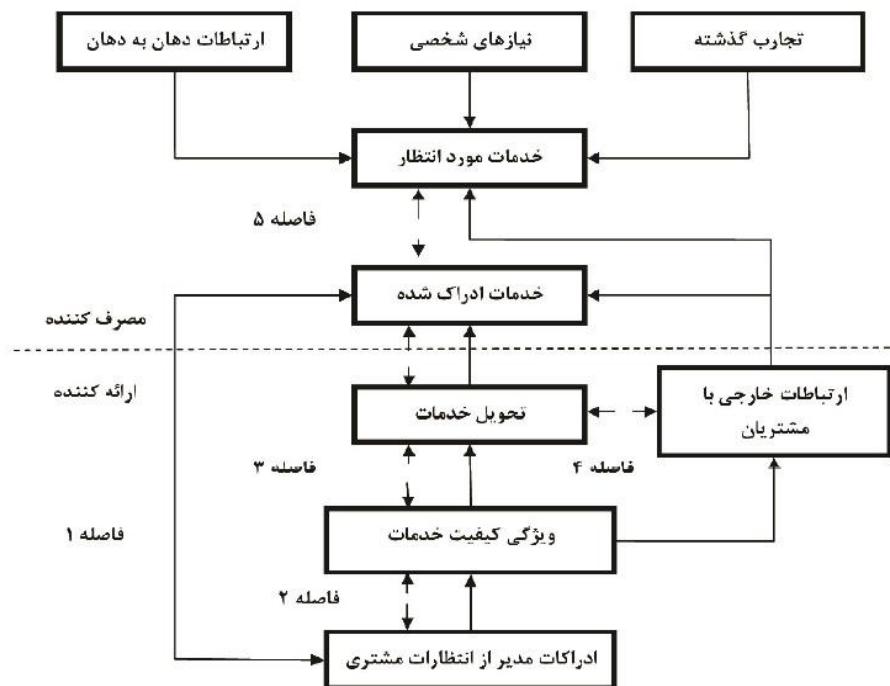 تجارب گذشته
نیازهای شخصی
ارتباطات دهان به دهان
خدمات مورد انتظار
فاصله ۵
خدمات ادراک شده
مصرف کننده
ارائه کننده
ارتباطات خارجی با
مشتریان
تحویل خدمات
فاصله ۴
فاصله ۳
فاصله ۱
ویژگی کیفیت خدمات
فاصله ۲
ادراکات مدیر از انتظارات مشتری